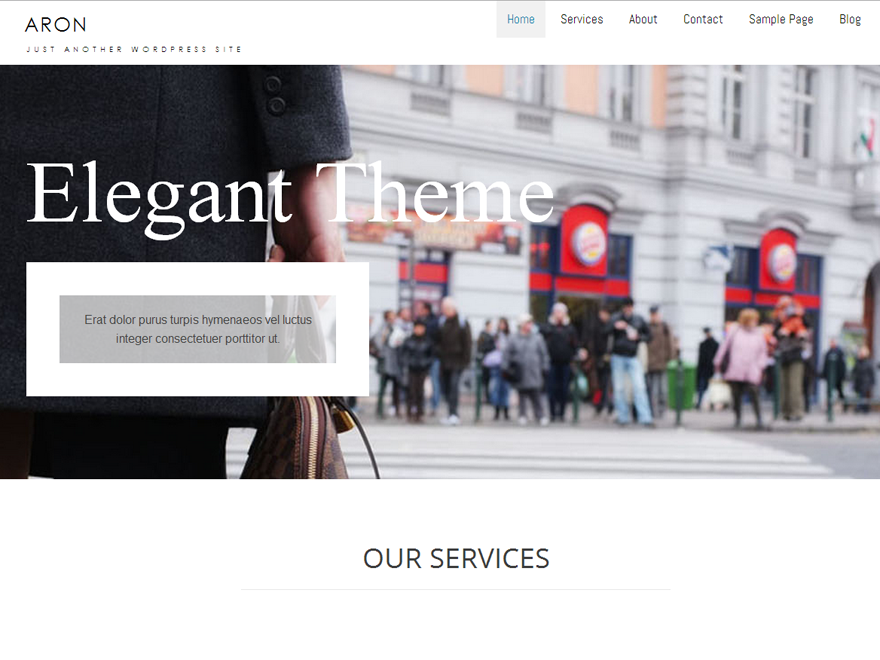 ARON
JUST ANOTHER WORDPRESS SITE
Home Services About Contact Sample Page Blog
Elegant Theme
Erat dolor purus turpis hymenaeos vel luctus
integer consectetuer porttitor ut.
OUR SERVICES